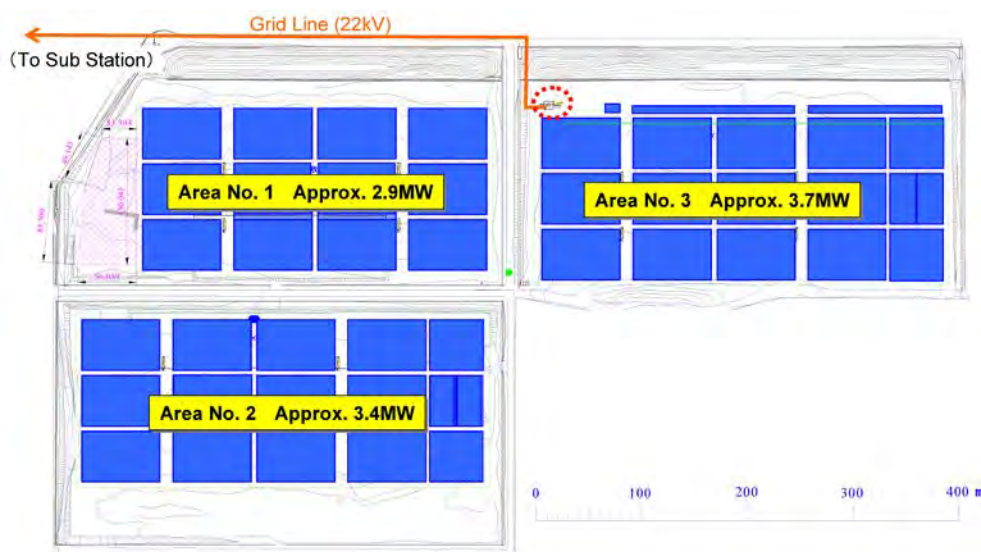 Grid Line (22kV)
(To Sub Station)
Area No. 1 Approx. 2.9MW
Area No. 3 Approx. 3.7MW
Area No. 2 Approx. 3.4MW
0 100 200 300 400 m